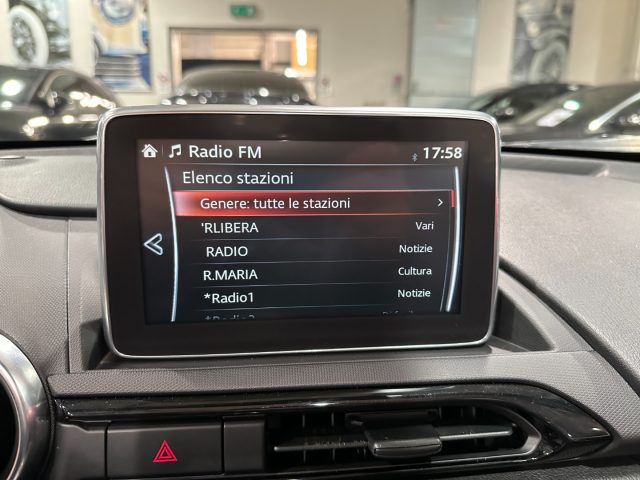 Radio FM 17:58
Elenco stazioni
Genere: tutte le stazioni
'RLIBERA Vari
RADIO Notizie
R.MARIA Cultura
*Radio1 Notizie